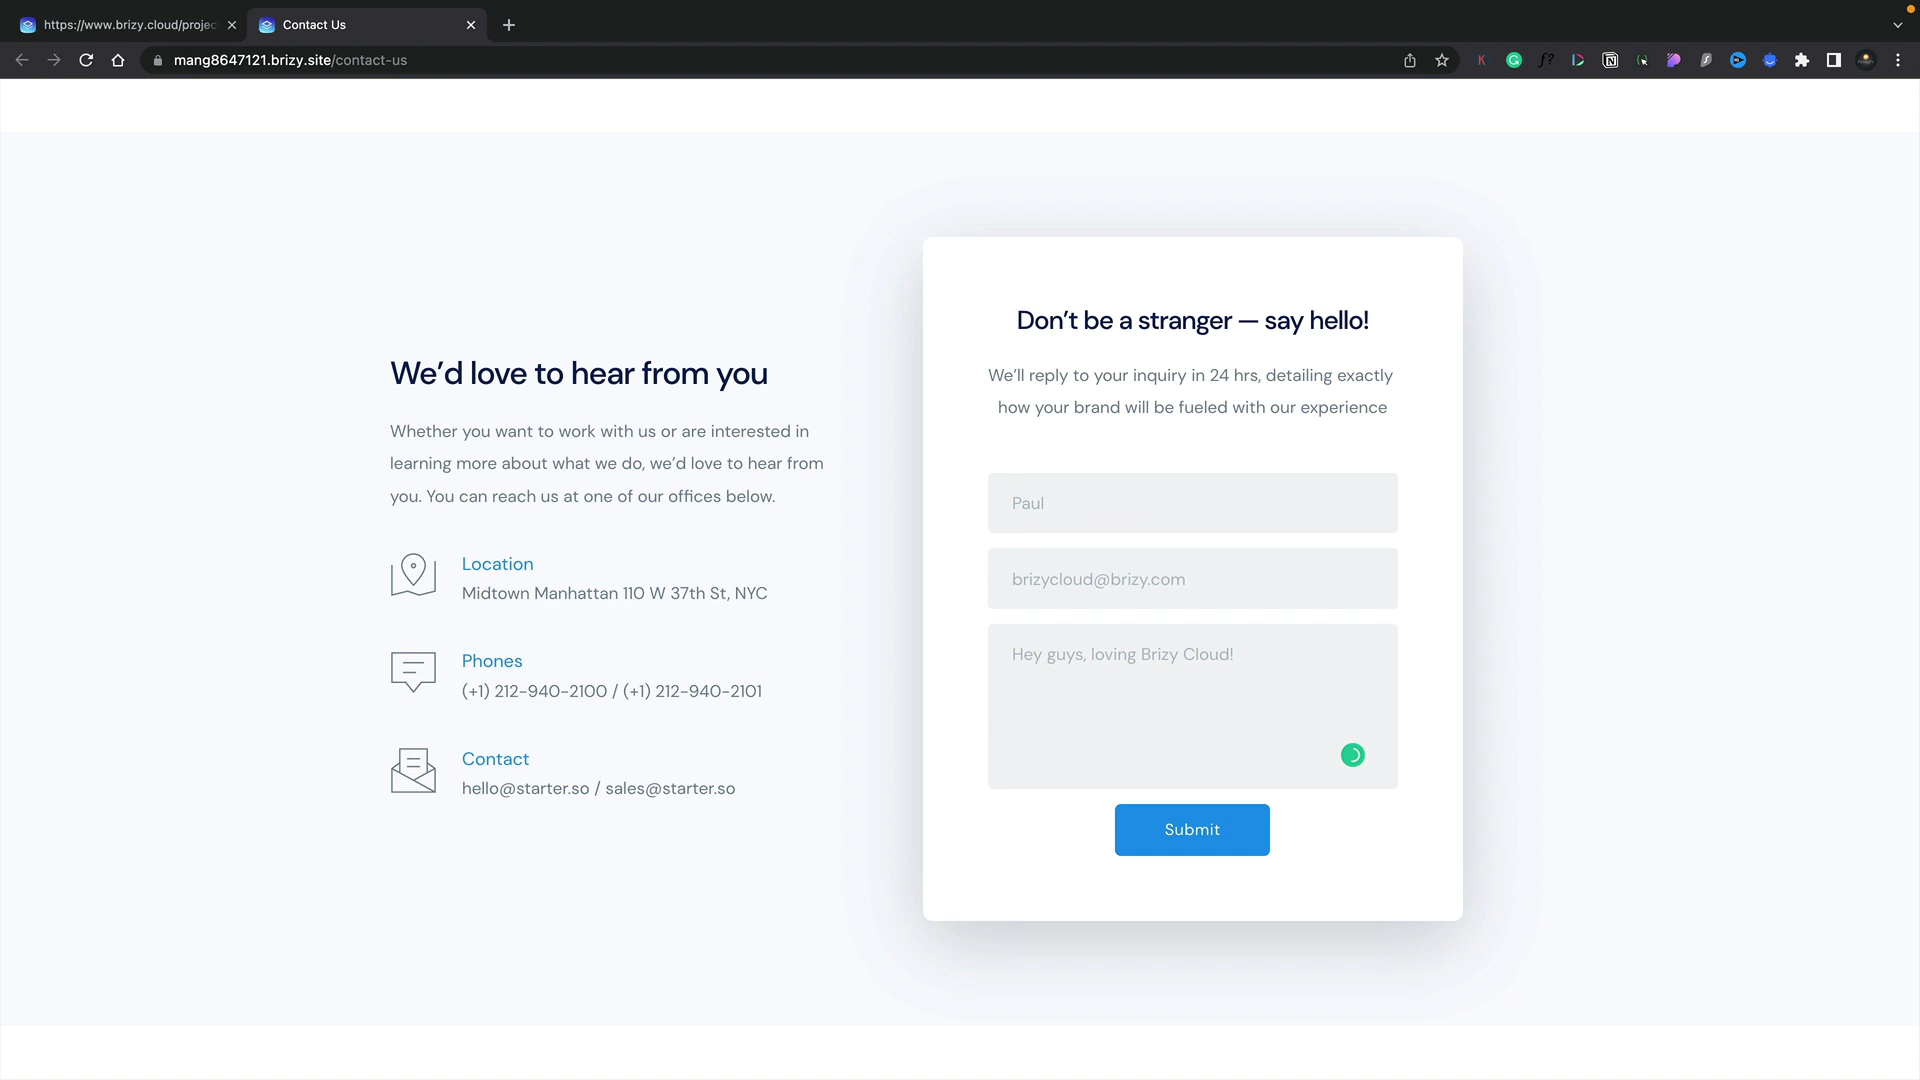 https://www.brizy.cloud/projec
Contact Us
mang8647121.brizy.site/contact-us
We’d love to hear from you
Whether you want to work with us or are interested in
learning more about what we do, we’d love to hear from
you. You can reach us at one of our offices below.
Location
Midtown Manhattan 110 W 37th St, NYC
Phones
(+1) 212-940-2100 / (+1) 212-940-2101
Contact
hello@starter.so / sales@starter.so
Don’t be a stranger — say hello!
We’ll reply to your inquiry in 24 hrs, detailing exactly
how your brand will be fueled with our experience
Paul
brizycloud@brizy.com
Hey guys, loving Brizy Cloud!
Submit